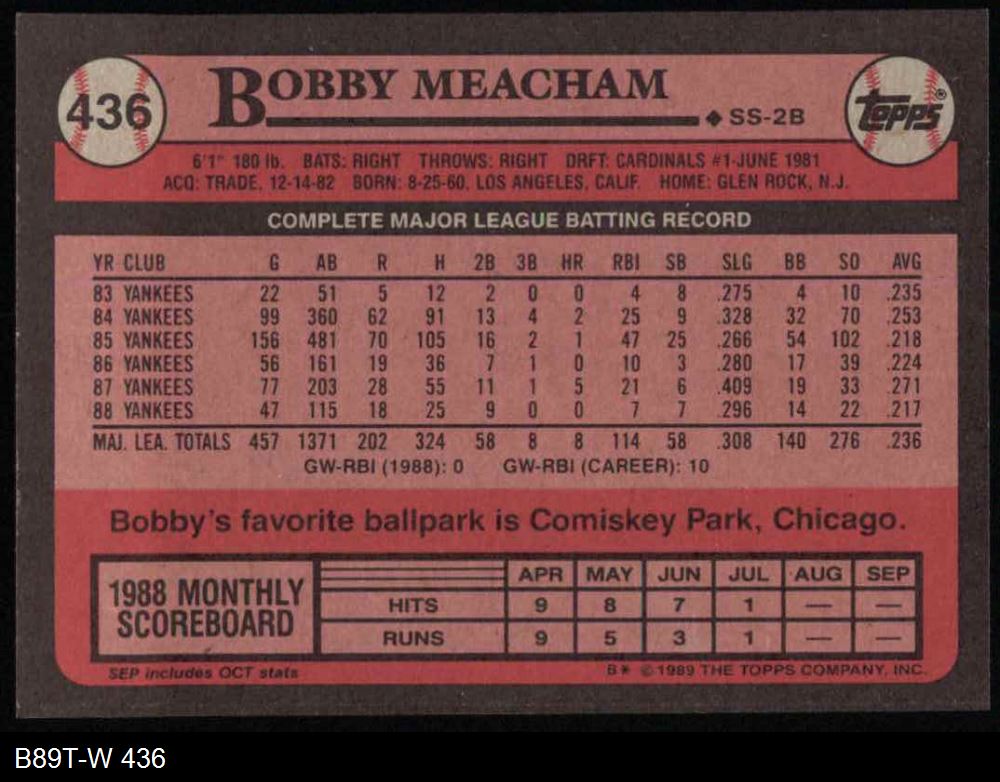 436
BOBBY MEACHAM
◆ SS-2B
TOPPS®
6'1" 180 lb. BATS: RIGHT THROWS: RIGHT DRFT: CARDINALS #1-JUNE 1981
ACQ: TRADE, 12-14-82 BORN: 8-25-60, LOS ANGELES, CALIF. HOME: GLEN ROCK, N.J.
COMPLETE MAJOR LEAGUE BATTING RECORD
YR CLUB G AB R H 2B 3B HR RBI SB SLG BB SO AVG
83 YANKEES 22 51 5 12 2 0 0 4 8 .275 4 10 .235
84 YANKEES 99 360 62 91 13 4 2 25 9 .328 32 70 .253
85 YANKEES 156 481 70 105 16 2 1 47 25 .266 54 102 .218
86 YANKEES 56 161 19 36 7 1 0 10 3 .280 17 39 .224
87 YANKEES 77 203 28 55 11 1 5 21 6 .409 19 33 .271
88 YANKEES 47 115 18 25 9 0 0 7 7 .296 14 22 .217
MAJ. LEA. TOTALS 457 1371 202 324 58 8 8 114 58 .308 140 276 .236
GW-RBI (1988): 0 GW-RBI (CAREER): 10
Bobby's favorite ballpark is Comiskey Park, Chicago.
1988 MONTHLY
SCOREBOARD
APR MAY JUN JUL AUG SEP
HITS 9 8 7 1 — —
RUNS 9 5 3 1 — —
SEP includes OCT stats
B* © 1989 THE TOPPS COMPANY, INC.
B89T-W 436